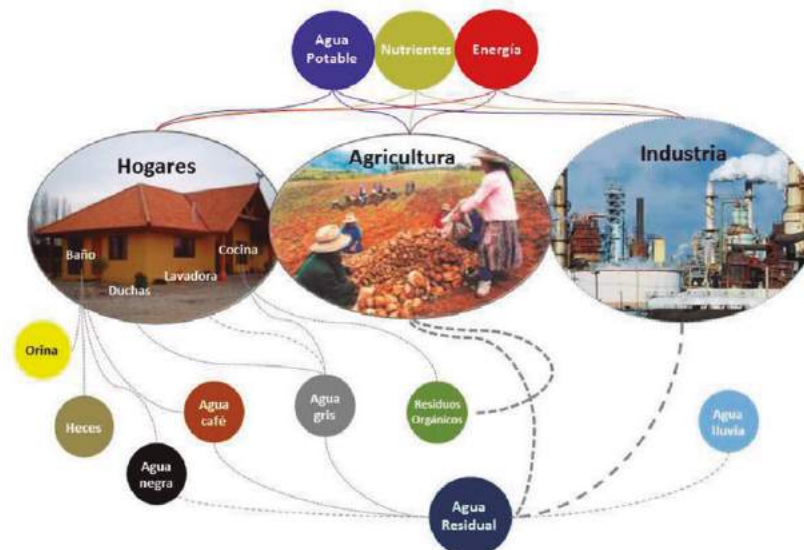 Agua
Potable
Nutrientes
Energía
Hogares
Agricultura
Industria
Baño
Cocina
Lavadora
Duchas
Orina
Heces
Agua
café
Agua
gris
Residuos
Orgánicos
Agua
lluvia
Agua
negra
Agua
Residual